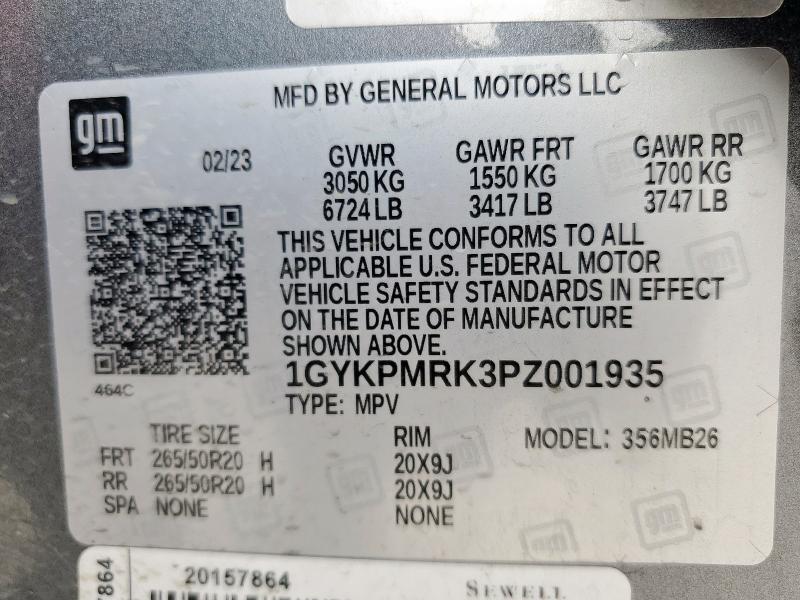 MFD BY GENERAL MOTORS LLC
gm
02/23
GVWR GAWR FRT GAWR RR
3050 KG 1550 KG 1700 KG
6724 LB 3417 LB 3747 LB
THIS VEHICLE CONFORMS TO ALL
APPLICABLE U.S. FEDERAL MOTOR
VEHICLE SAFETY STANDARDS IN EFFECT
ON THE DATE OF MANUFACTURE
SHOWN ABOVE.
464C
1GYKPMRK3PZ001935
TYPE: MPV
TIRE SIZE RIM MODEL: 356MB26
FRT 265/50R20 H 20X9J
RR 265/50R20 H 20X9J
SPA NONE NONE
gm
7864
20157864
SEWELL